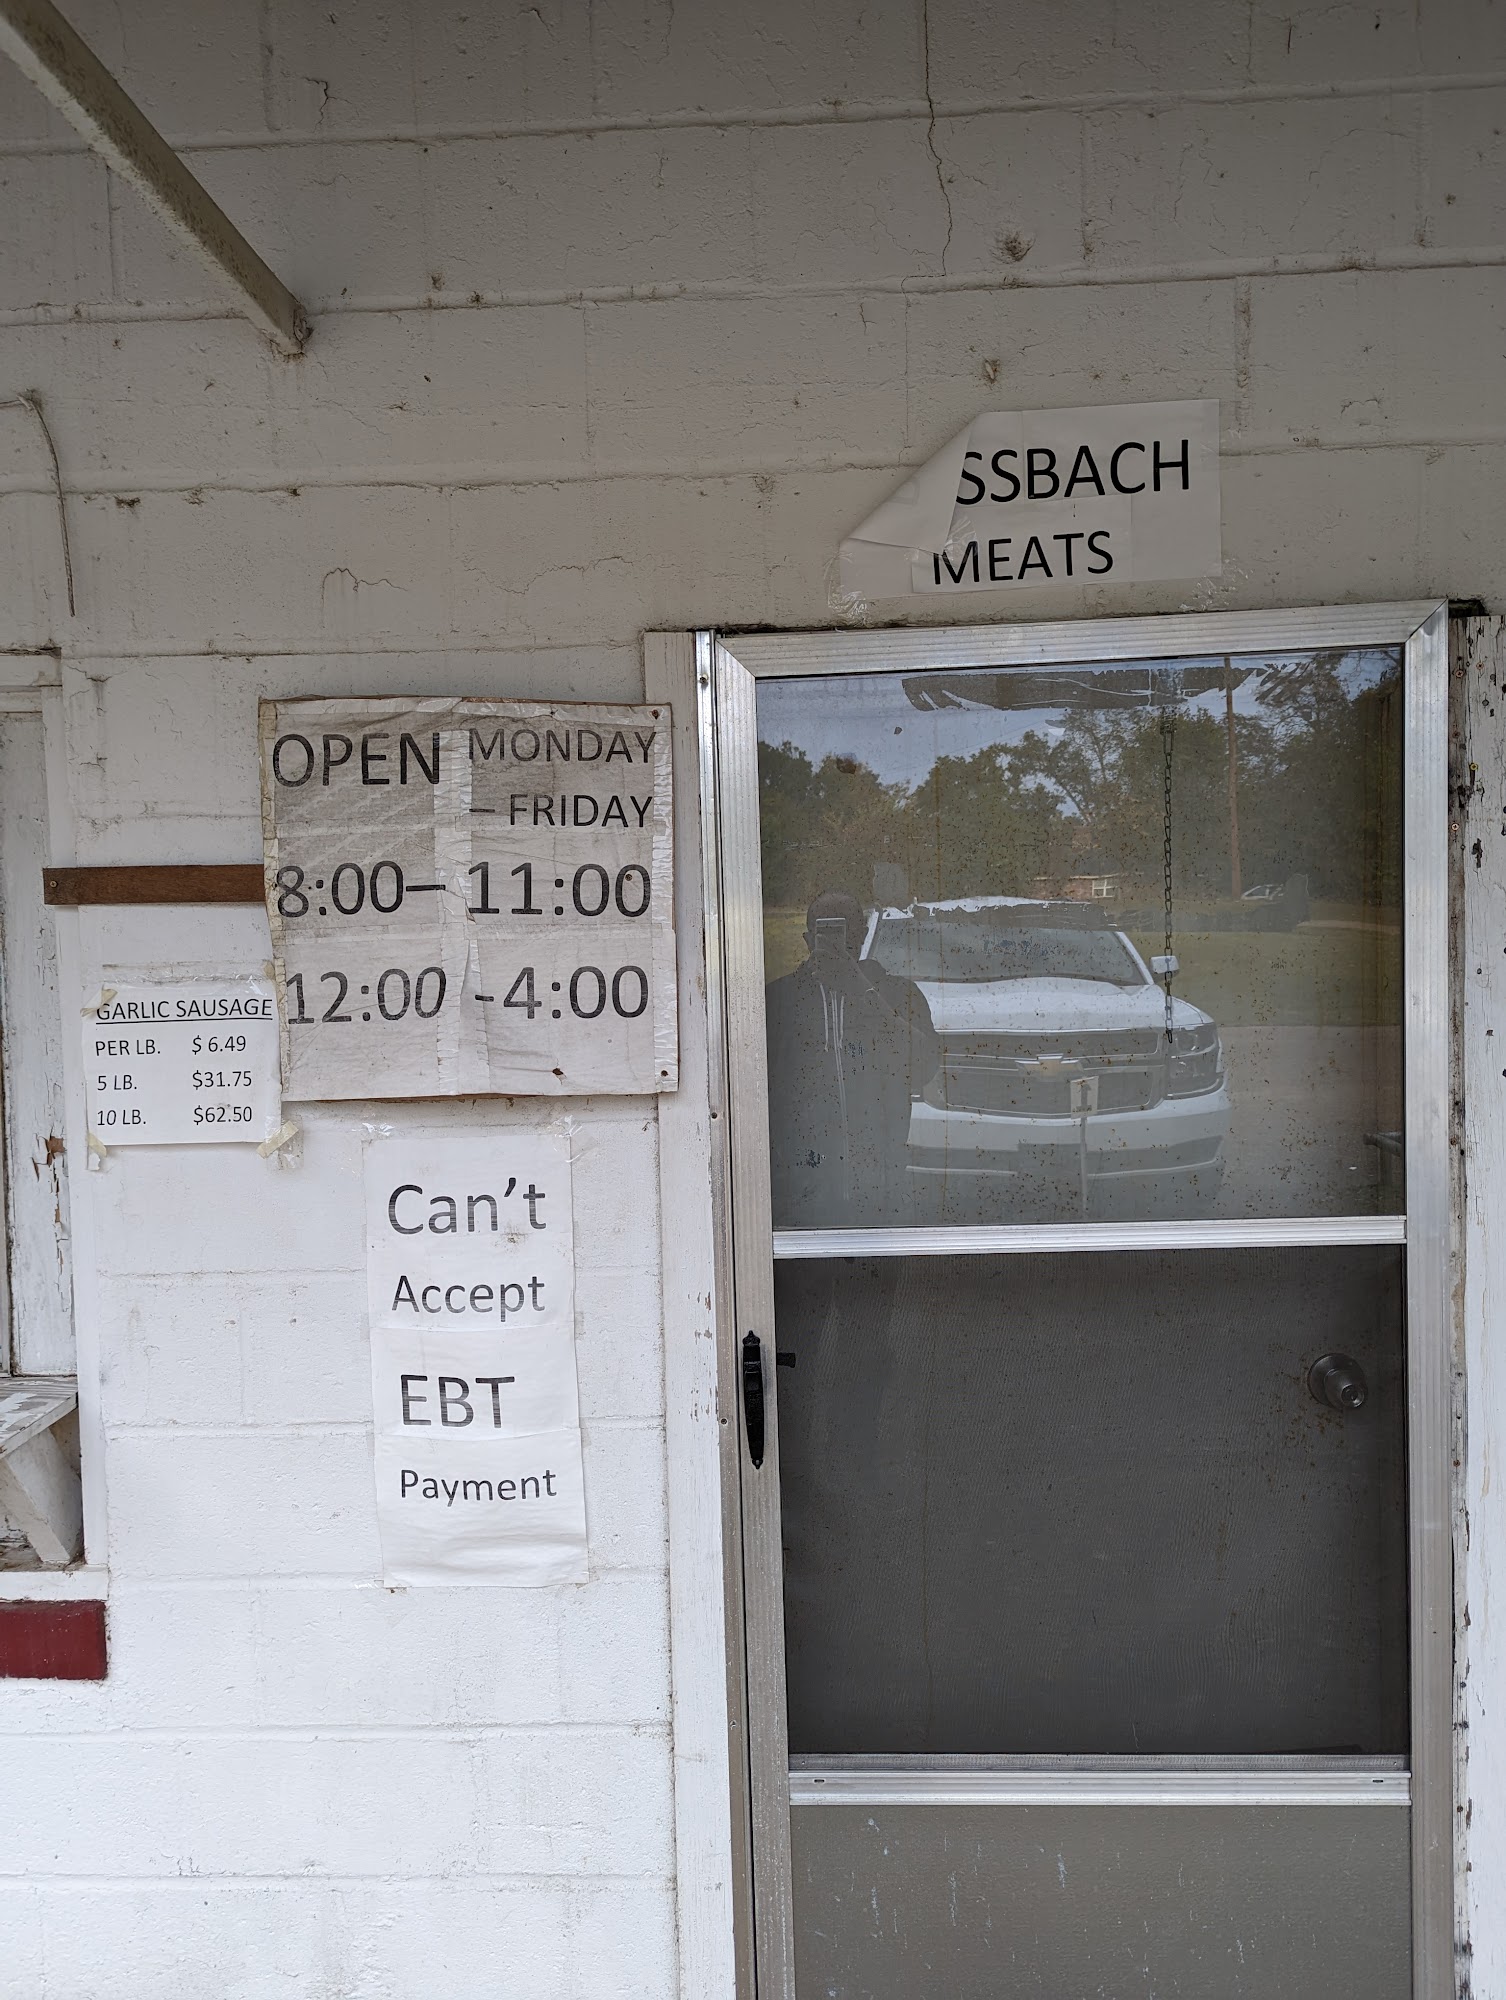 SSBACH
MEATS
OPEN MONDAY
– FRIDAY
8:00– 11:00
12:00 -4:00
GARLIC SAUSAGE
PER LB. $ 6.49
5 LB. $31.75
10 LB. $62.50
Can't
Accept
EBT
Payment